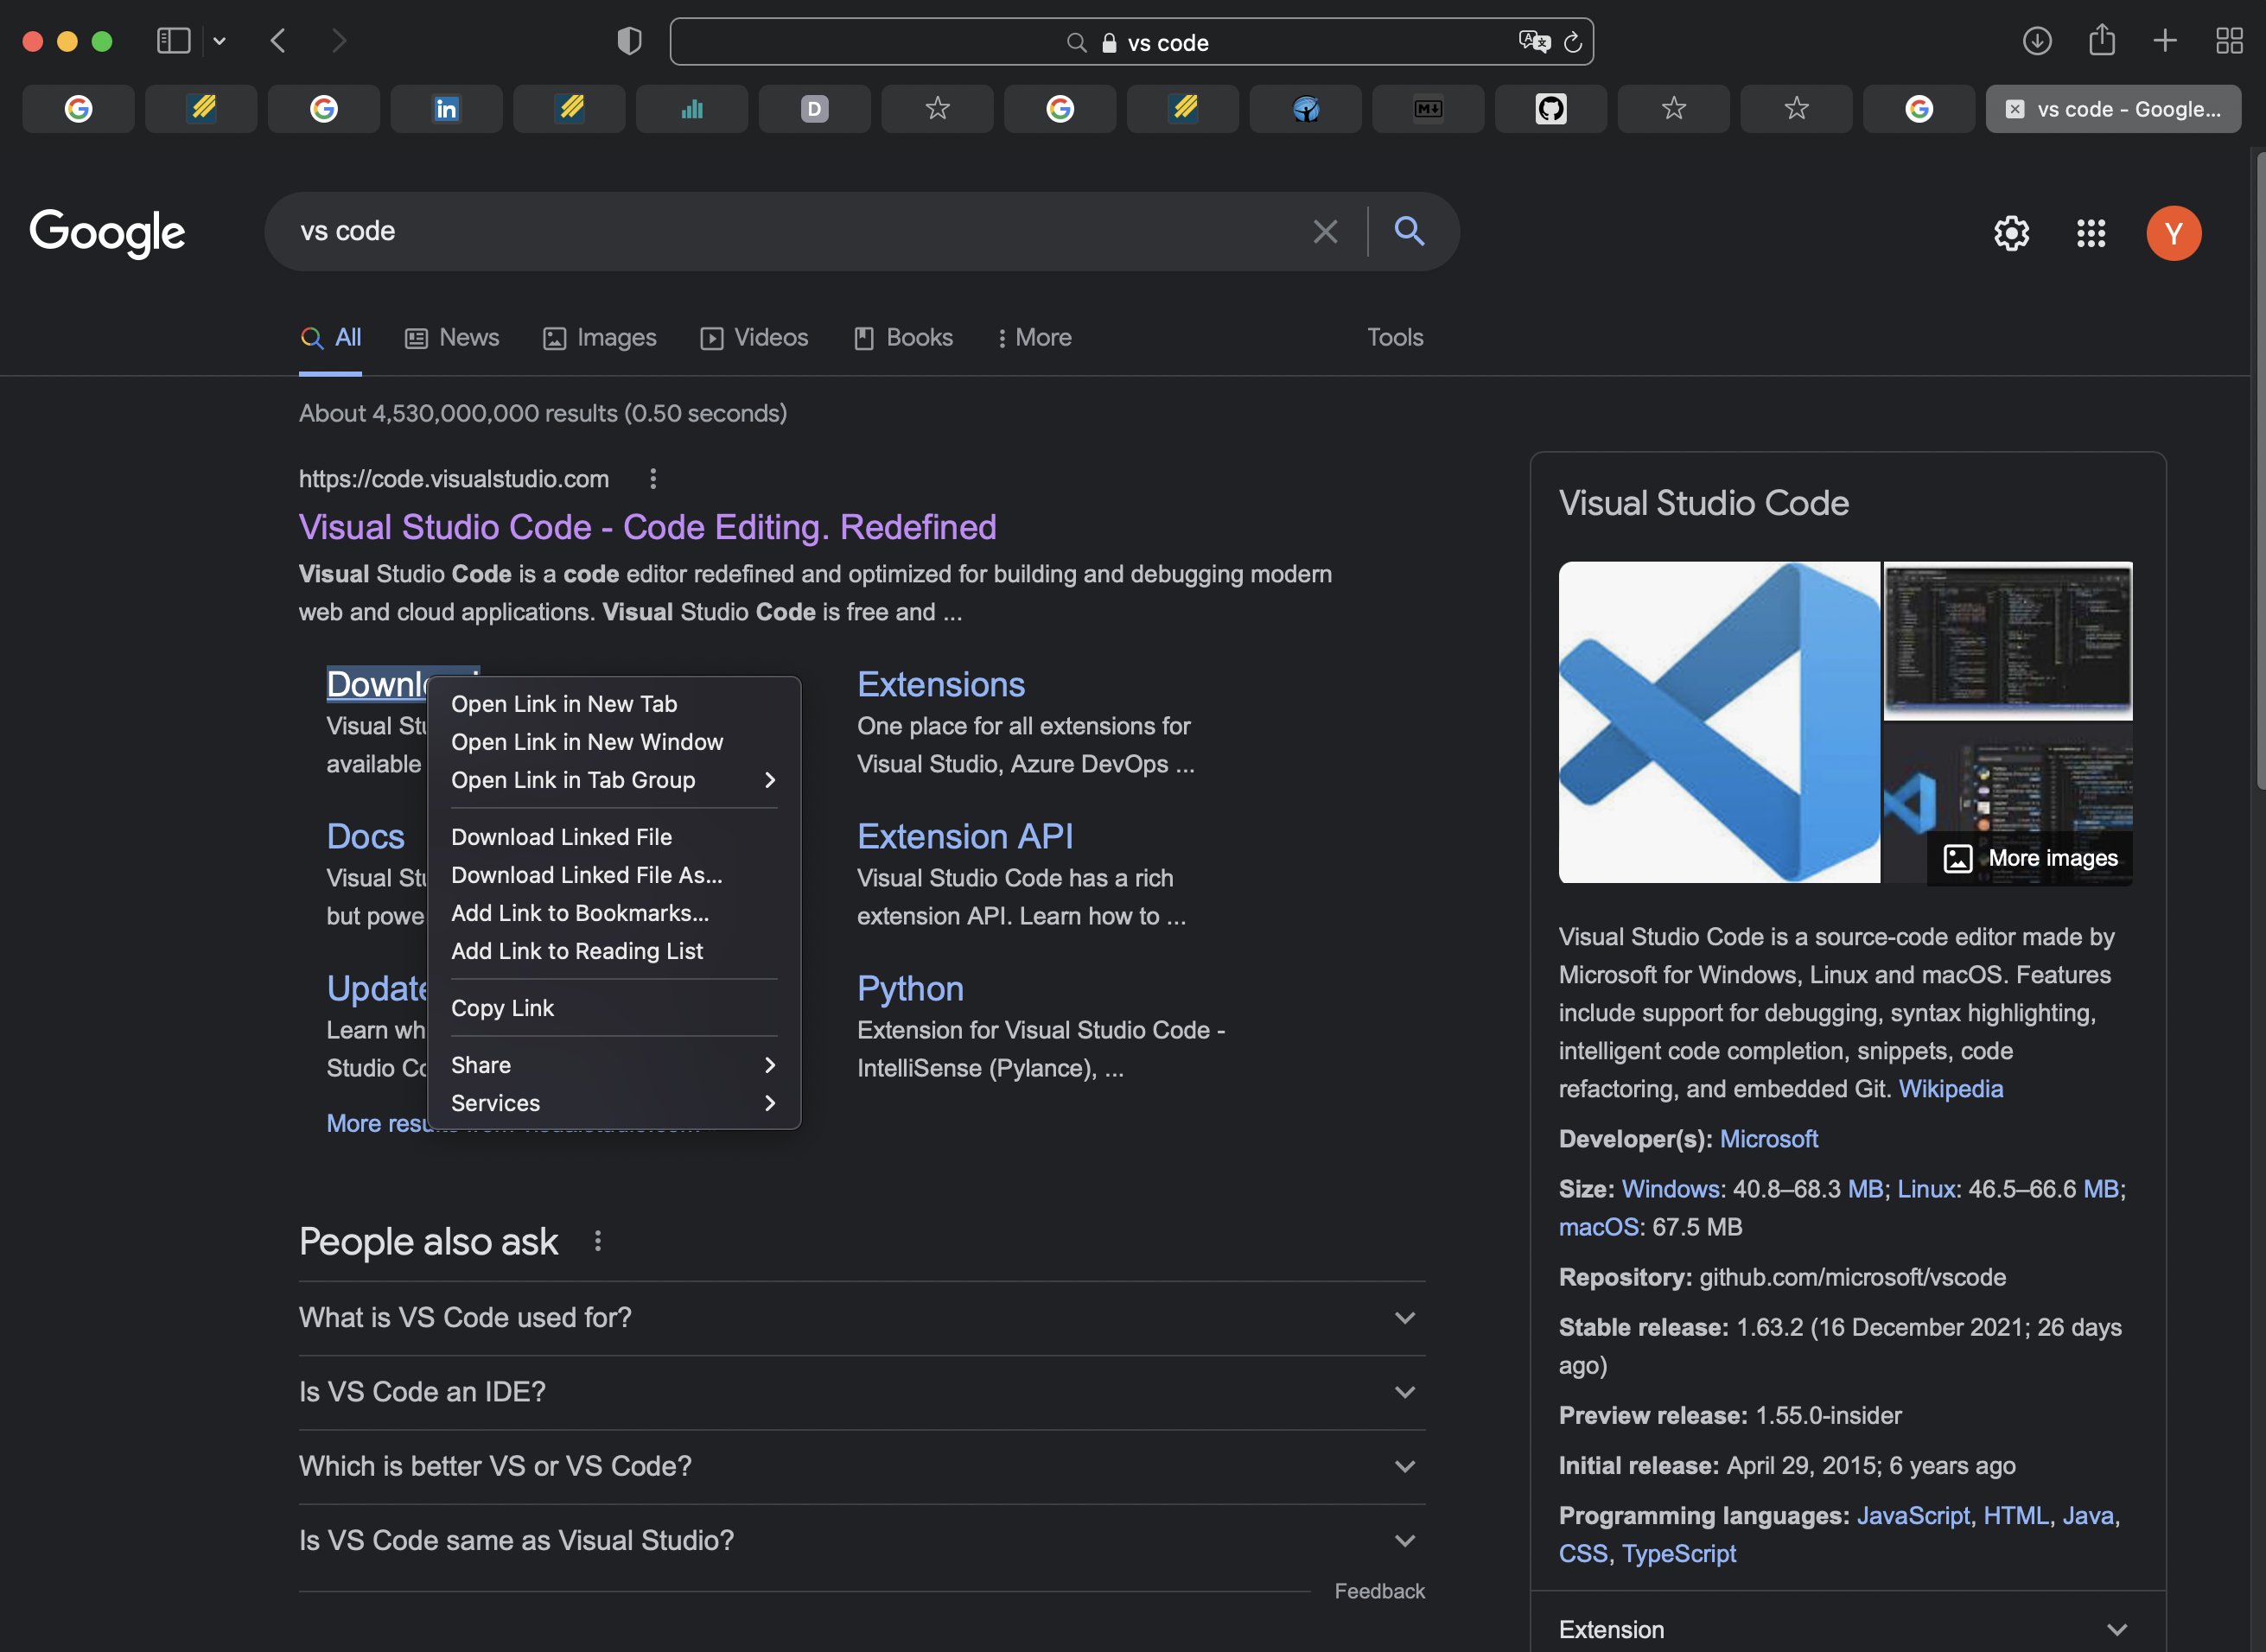 vs code
in
D
M
vs code - Google...
Google
vs code
Y
All
News
Images
Videos
Books
More
Tools
About 4,530,000,000 results (0.50 seconds)
https://code.visualstudio.com
Visual Studio Code - Code Editing. Redefined
Visual Studio Code is a code editor redefined and optimized for building and debugging modern
web and cloud applications. Visual Studio Code is free and ...
Download
Visual Stu
available
Docs
Visual Stu
but powe
Update
Learn wh
Studio Co
More resu
Open Link in New Tab
Open Link in New Window
Open Link in Tab Group
Download Linked File
Download Linked File As...
Add Link to Bookmarks...
Add Link to Reading List
Copy Link
Share
Services
Extensions
One place for all extensions for
Visual Studio, Azure DevOps ...
Extension API
Visual Studio Code has a rich
extension API. Learn how to ...
Python
Extension for Visual Studio Code -
IntelliSense (Pylance), ...
People also ask
What is VS Code used for?
Is VS Code an IDE?
Which is better VS or VS Code?
Is VS Code same as Visual Studio?
Feedback
Visual Studio Code
More images
Visual Studio Code is a source-code editor made by
Microsoft for Windows, Linux and macOS. Features
include support for debugging, syntax highlighting,
intelligent code completion, snippets, code
refactoring, and embedded Git. Wikipedia
Developer(s): Microsoft
Size: Windows: 40.8–68.3 MB; Linux: 46.5–66.6 MB;
macOS: 67.5 MB
Repository: github.com/microsoft/vscode
Stable release: 1.63.2 (16 December 2021; 26 days
ago)
Preview release: 1.55.0-insider
Initial release: April 29, 2015; 6 years ago
Programming languages: JavaScript, HTML, Java,
CSS, TypeScript
Extension